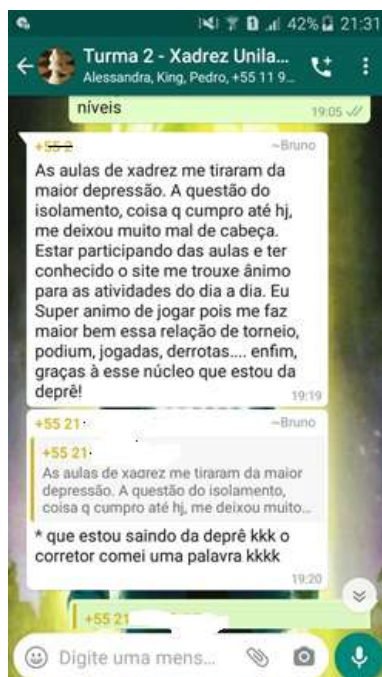 42% 21:31
Turma 2 - Xadrez Unila...
Alessandra, King, Pedro, +55 11 9...
níveis
19:05
+55 2
~Bruno
As aulas de xadrez me tiraram da
maior depressão. A questão do
isolamento, coisa q cumpro até hj,
me deixou muito mal de cabeça.
Estar participando das aulas e ter
conhecido o site me trouxe ânimo
para as atividades do dia a dia. Eu
Super animo de jogar pois me faz
maior bem essa relação de torneio,
podium, jogadas, derrotas.... enfim,
graças à esse núcleo que estou da
deprê!
19:19
+55 21
~Bruno
+55 21
As aulas de xadrez me tiraram da maior
depressão. A questão do isolamento,
coisa q cumpro até hj, me deixou muito...
* que estou saindo da deprê kkk o
corretor comei uma palavra kkkk
19:20
+55 21
Digite uma mens...